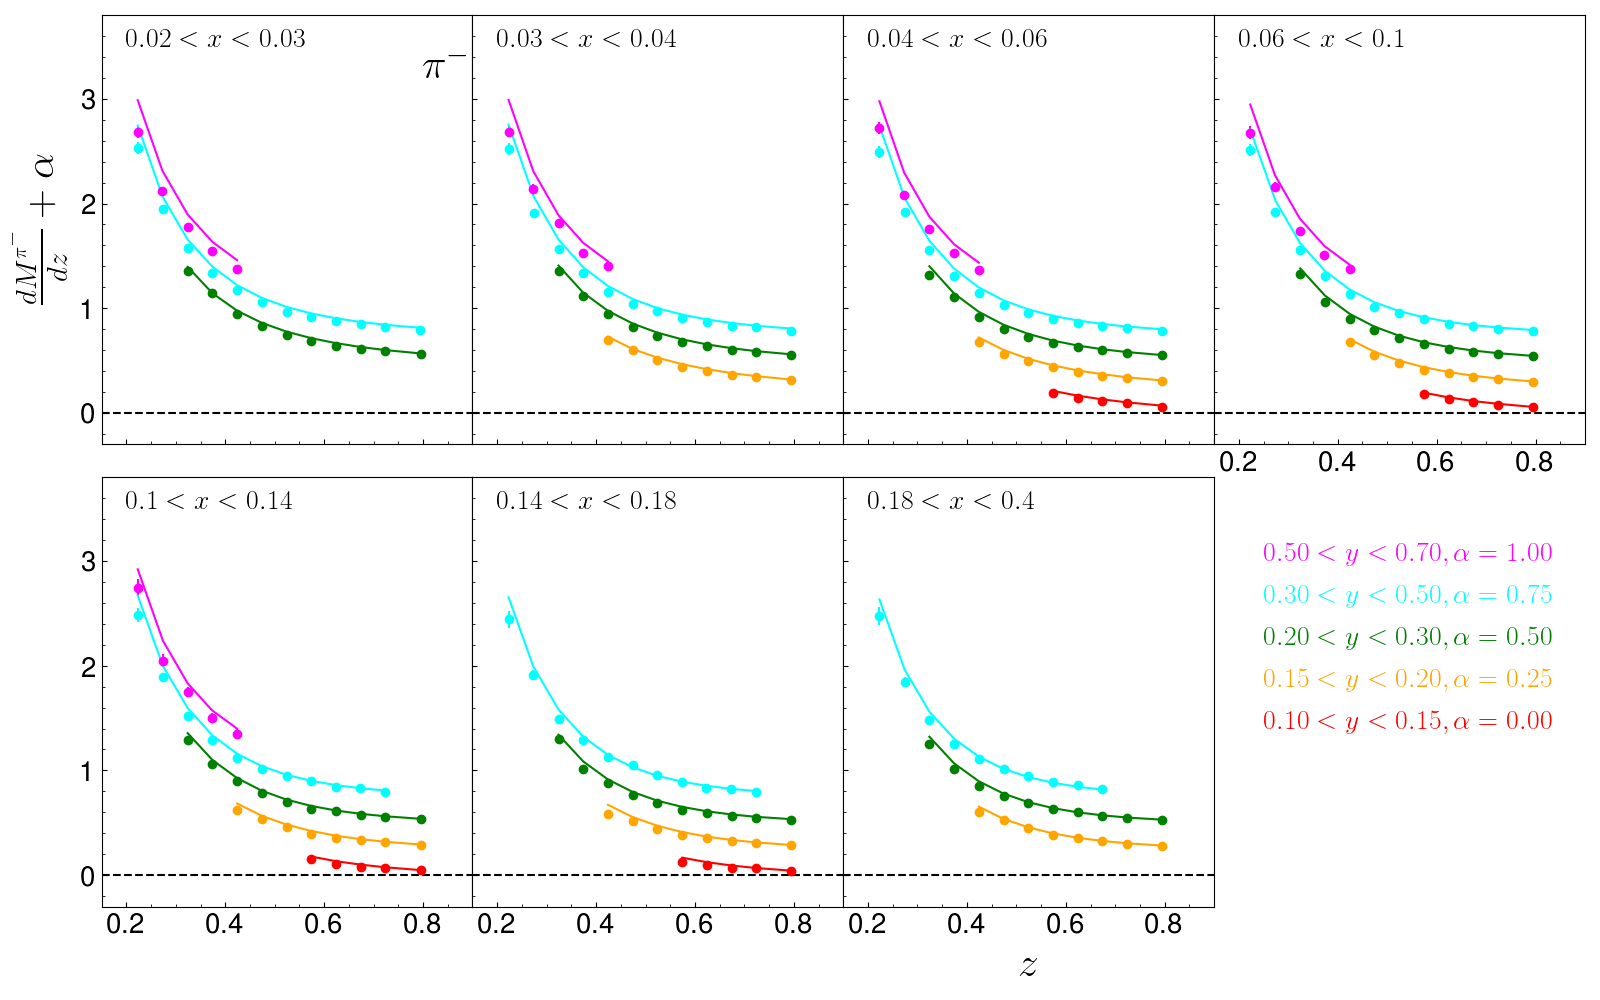 0.02 < x < 0.03
0.03 < x < 0.04
0.04 < x < 0.06
0.06 < x < 0.1
π⁻
3
2
1
0
dM^π⁻/dz + α
0.2 0.4 0.6 0.8
0.1 < x < 0.14
0.14 < x < 0.18
0.18 < x < 0.4
3
2
1
0
0.50 < y < 0.70, α = 1.00
0.30 < y < 0.50, α = 0.75
0.20 < y < 0.30, α = 0.50
0.15 < y < 0.20, α = 0.25
0.10 < y < 0.15, α = 0.00
0.2 0.4 0.6 0.8
0.2 0.4 0.6 0.8
0.2 0.4 0.6 0.8
z